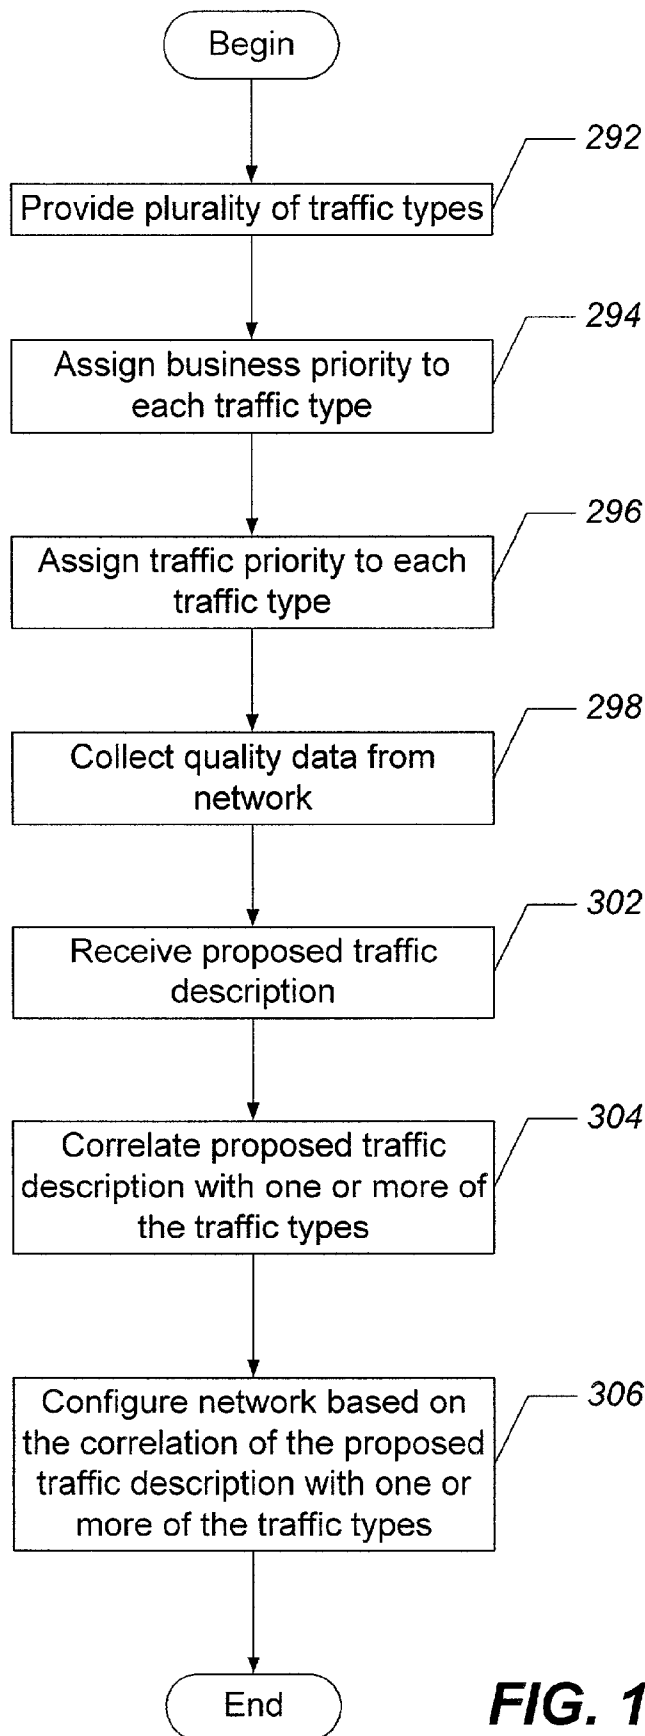 Begin
292
Provide plurality of traffic types
294
Assign business priority to
each traffic type
296
Assign traffic priority to each
traffic type
298
Collect quality data from
network
302
Receive proposed traffic
description
304
Correlate proposed traffic
description with one or more of
the traffic types
306
Configure network based on
the correlation of the proposed
traffic description with one or
more of the traffic types
End
FIG. 1